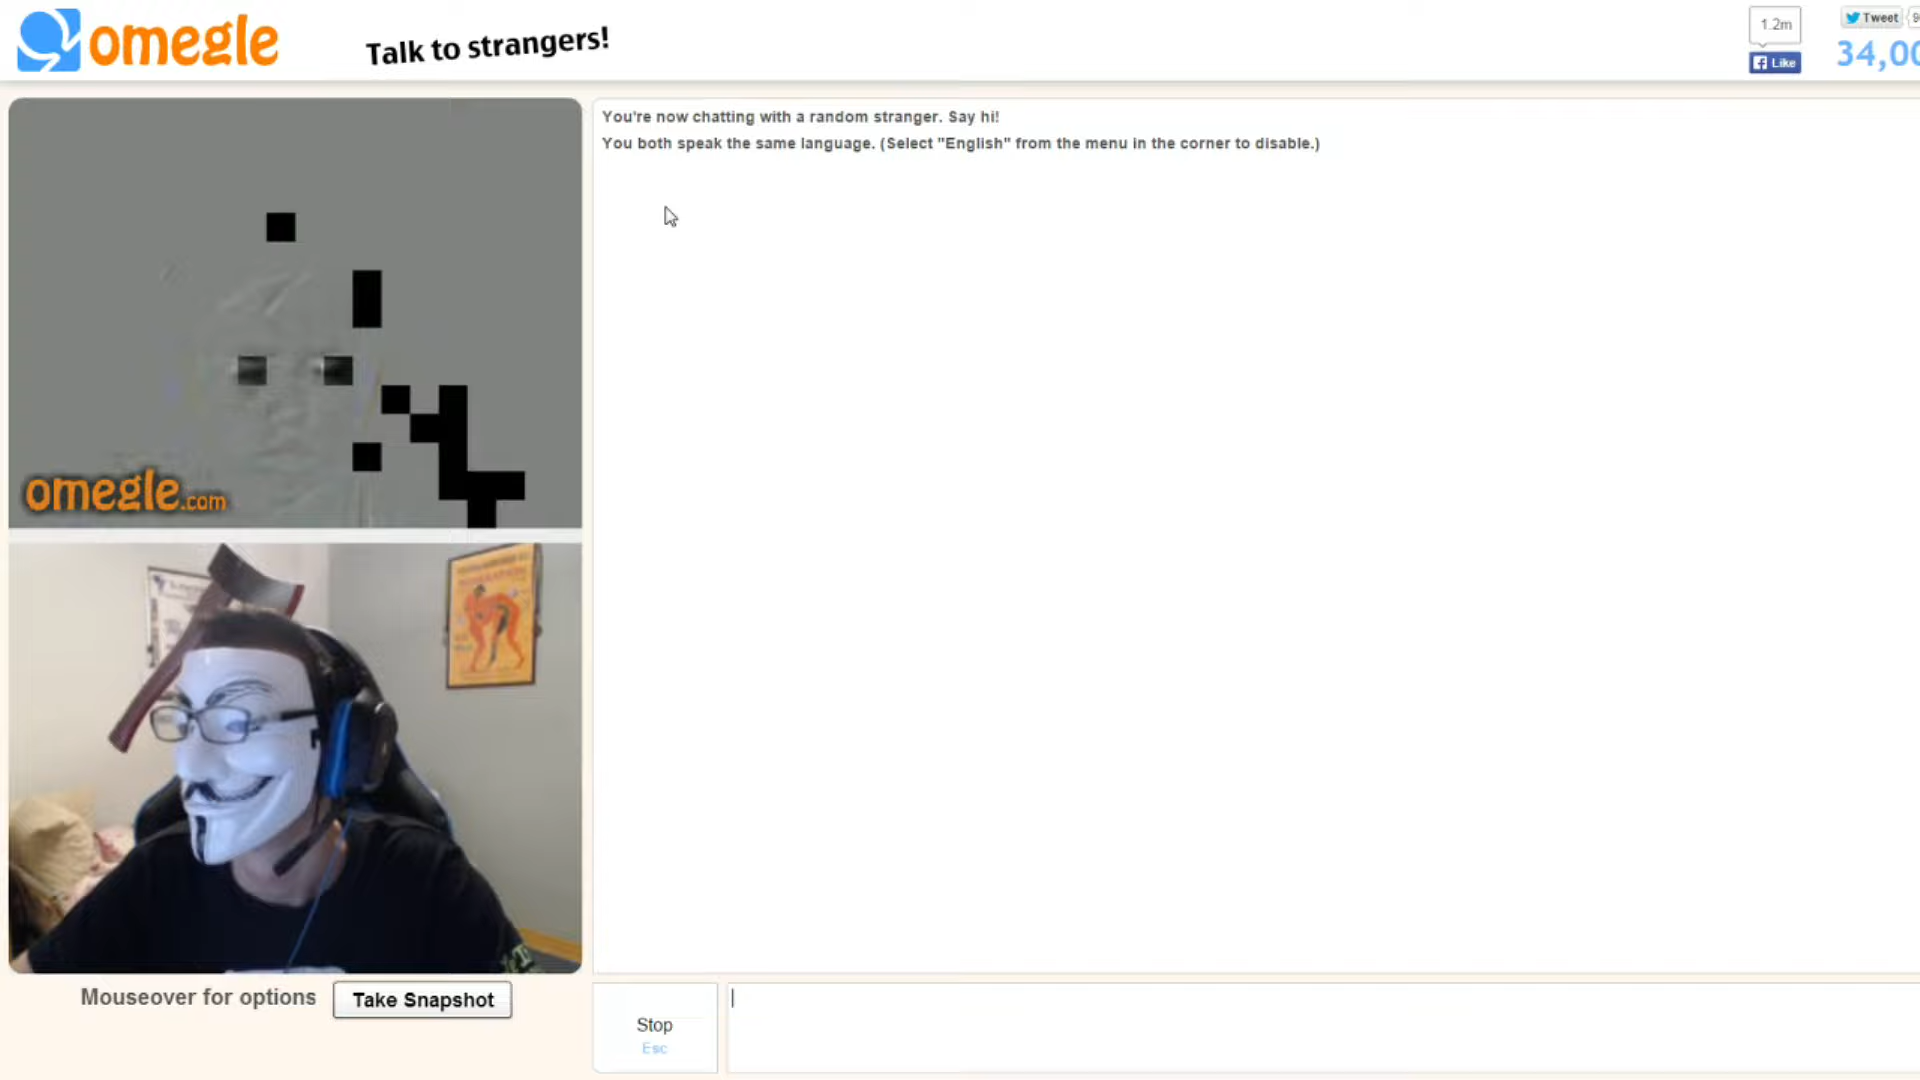 omegle
Talk to strangers!
1.2m
Like
Tweet
34,00
You're now chatting with a random stranger. Say hi!
You both speak the same language. (Select "English" from the menu in the corner to disable.)
omegle.com
Mouseover for options
Take Snapshot
Stop
Esc